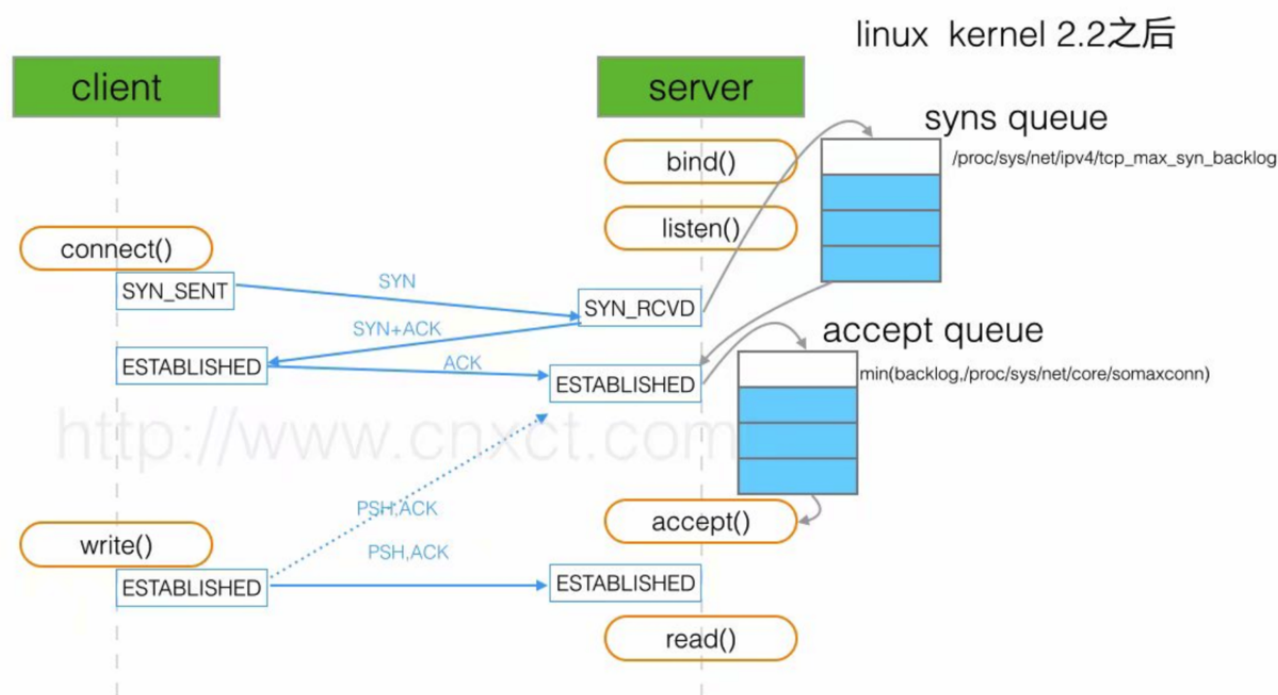 linux kernel 2.2之后
client
server
syns queue
/proc/sys/net/ipv4/tcp_max_syn_backlog
bind()
listen()
connect()
SYN_SENT
SYN
SYN_RCVD
SYN+ACK
accept queue
ESTABLISHED
ACK
ESTABLISHED
min(backlog,/proc/sys/net/core/somaxconn)
http://www.cnxct.com
PSH,ACK
accept()
write()
PSH,ACK
ESTABLISHED
ESTABLISHED
read()